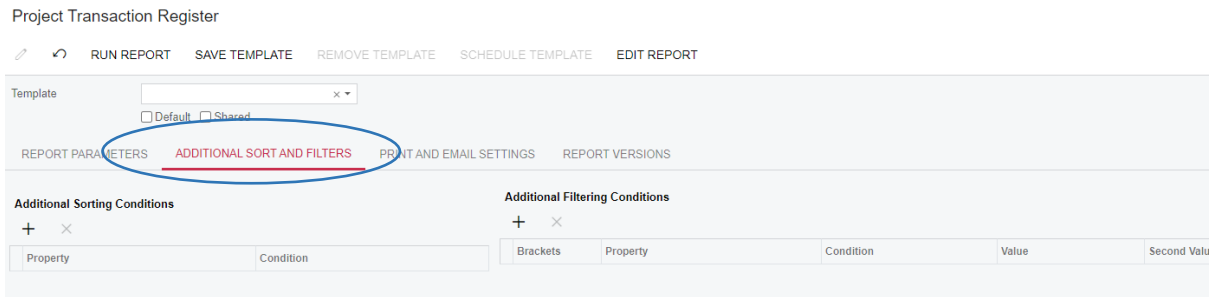 Project Transaction Register
RUN REPORT SAVE TEMPLATE REMOVE TEMPLATE SCHEDULE TEMPLATE EDIT REPORT
Template
Default Shared
REPORT PARAMETERS ADDITIONAL SORT AND FILTERS PRINT AND EMAIL SETTINGS REPORT VERSIONS
Additional Sorting Conditions Additional Filtering Conditions
Property Condition Brackets Property Condition Value Second Valu